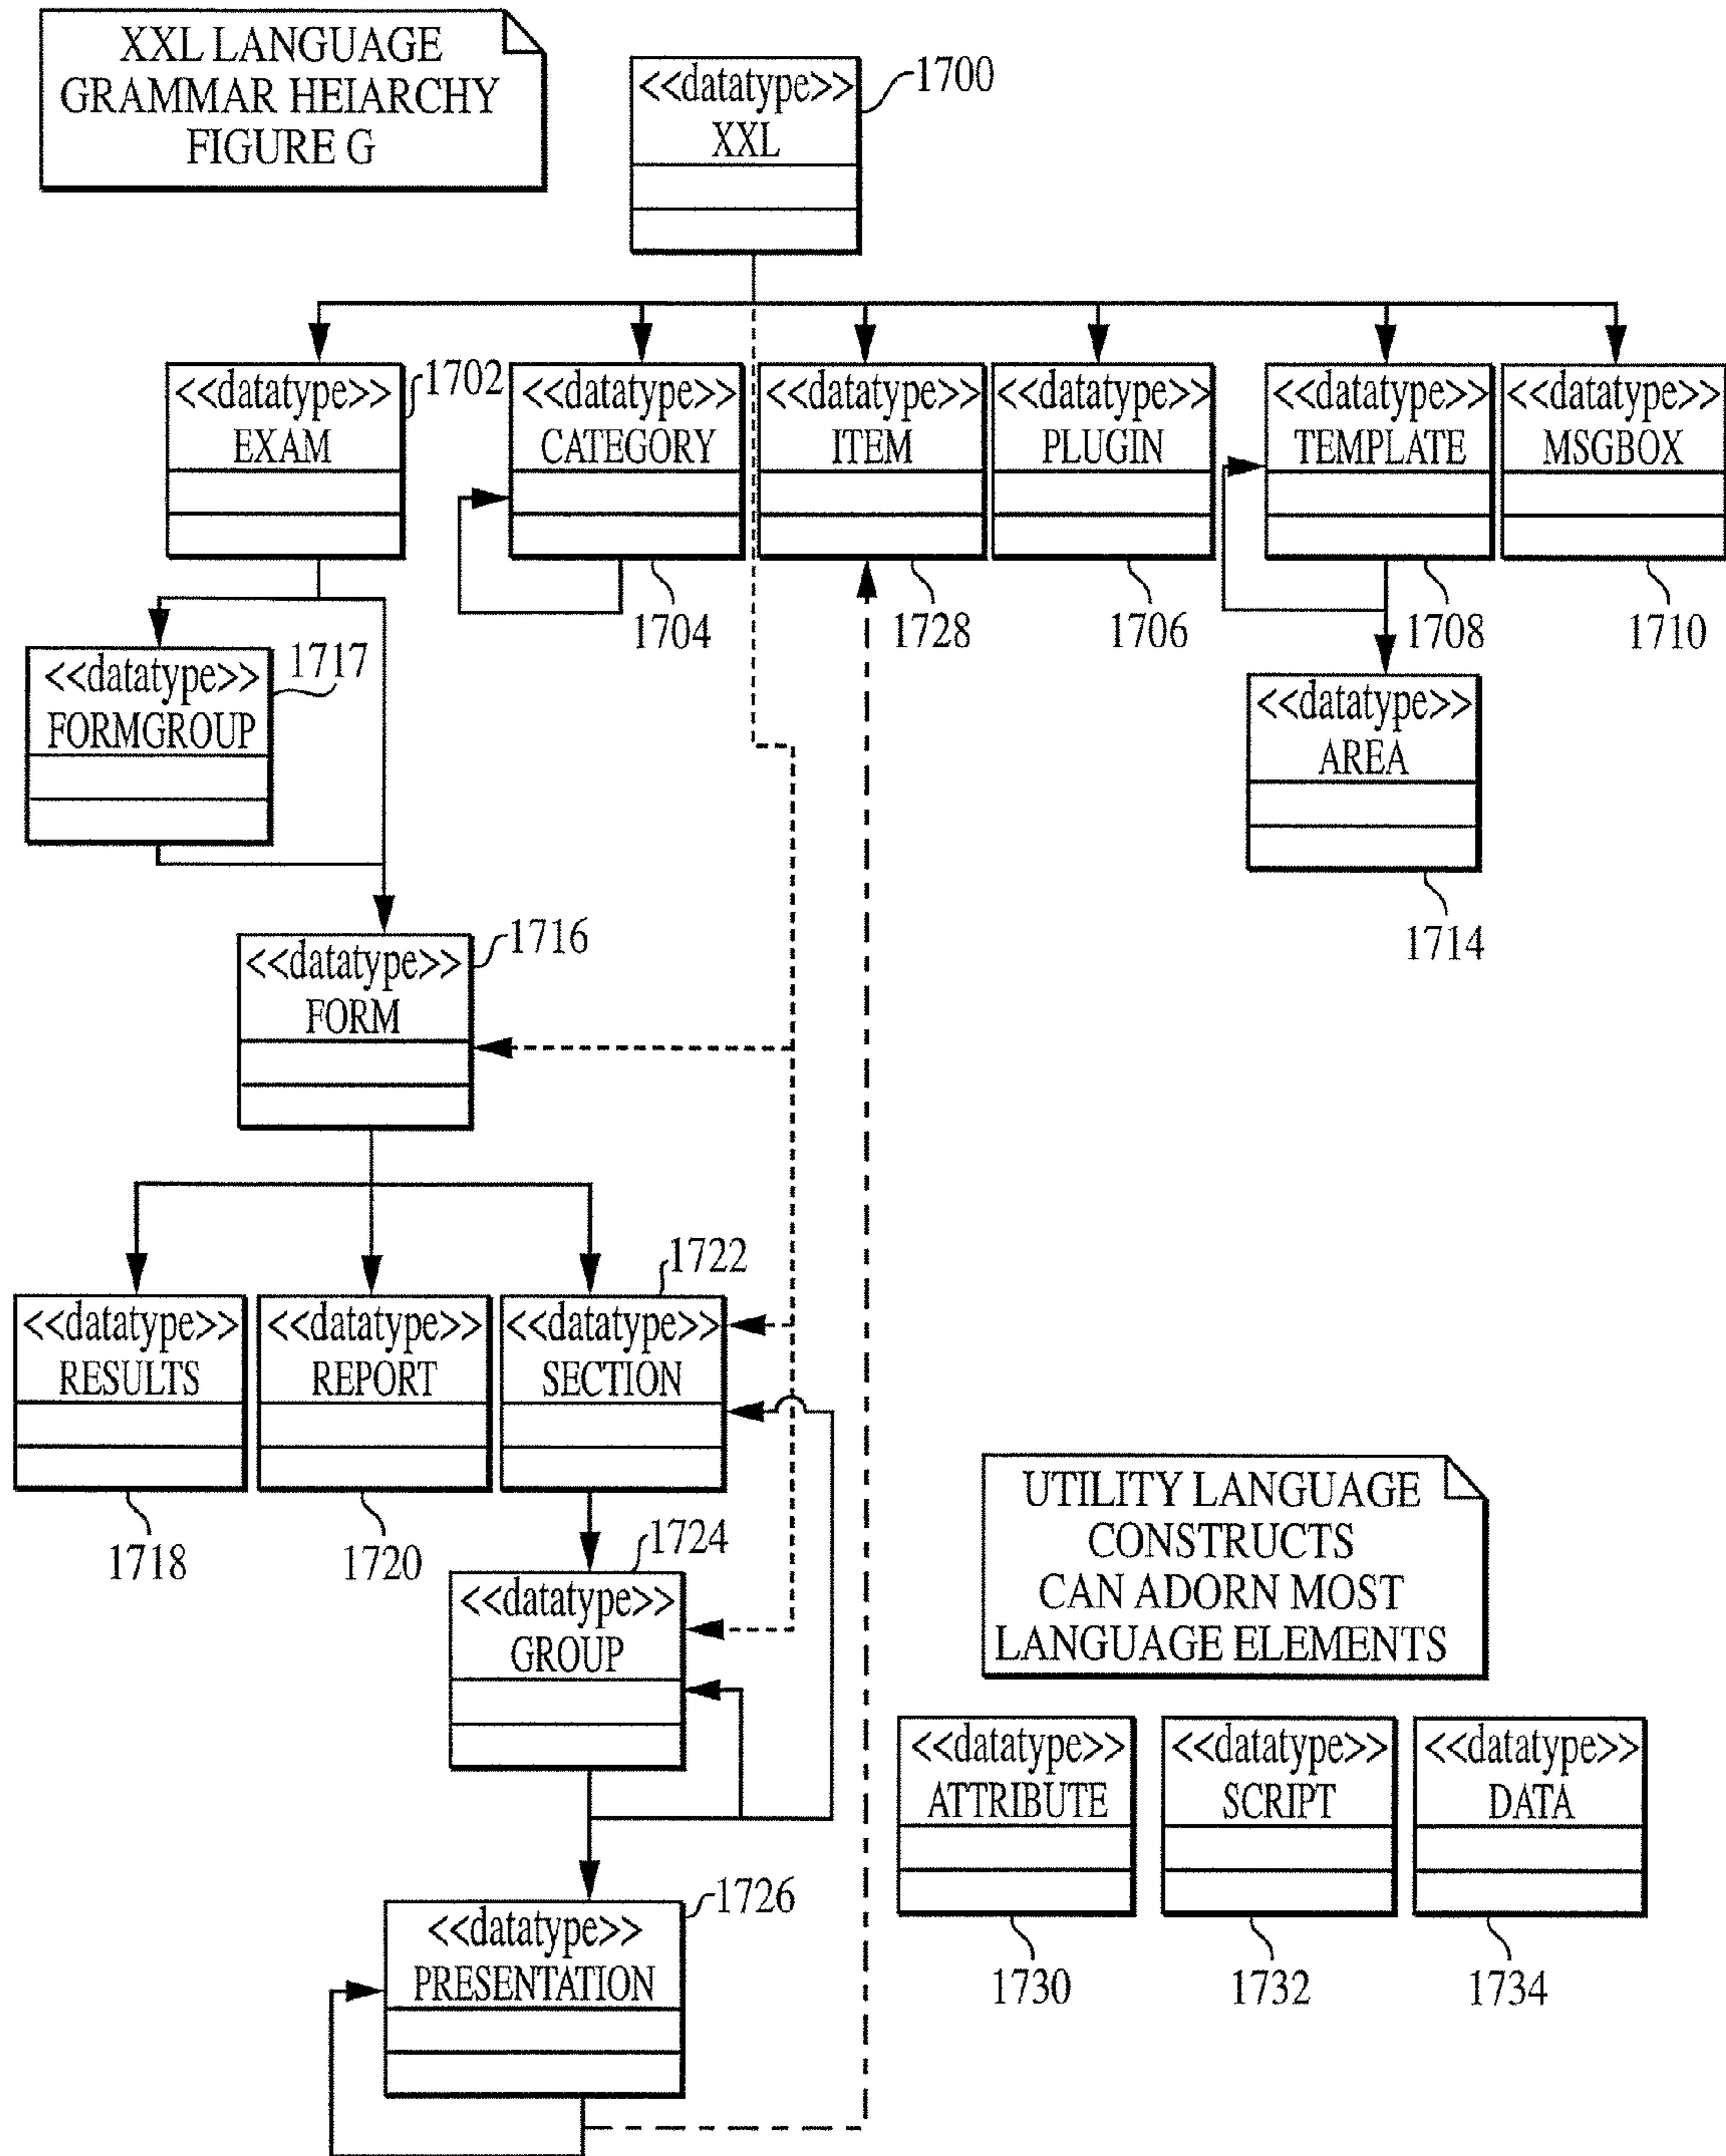 XXL LANGUAGE
GRAMMAR HEIARCHY
FIGURE G
<<datatype>>
XXL
1700
<<datatype>>
EXAM
1702
<<datatype>>
CATEGORY
1704
<<datatype>>
ITEM
1728
<<datatype>>
PLUGIN
1706
<<datatype>>
TEMPLATE
1708
<<datatype>>
MSGBOX
1710
<<datatype>>
FORMGROUP
1717
<<datatype>>
AREA
1714
<<datatype>>
FORM
1716
<<datatype>>
RESULTS
1718
<<datatype>>
REPORT
1720
<<datatype>>
SECTION
1722
<<datatype>>
GROUP
1724
UTILITY LANGUAGE
CONSTRUCTS
CAN ADORN MOST
LANGUAGE ELEMENTS
<<datatype>>
ATTRIBUTE
1730
<<datatype>>
SCRIPT
1732
<<datatype>>
DATA
1734
<<datatype>>
PRESENTATION
1726